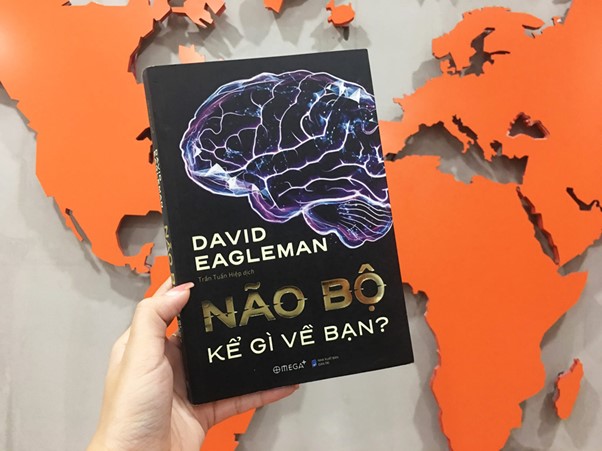 DAVID
EAGLEMAN
Trần Tuấn Hiệp dịch
NÃO BỘ
KỂ GÌ VỀ BẠN?
OMEGA+